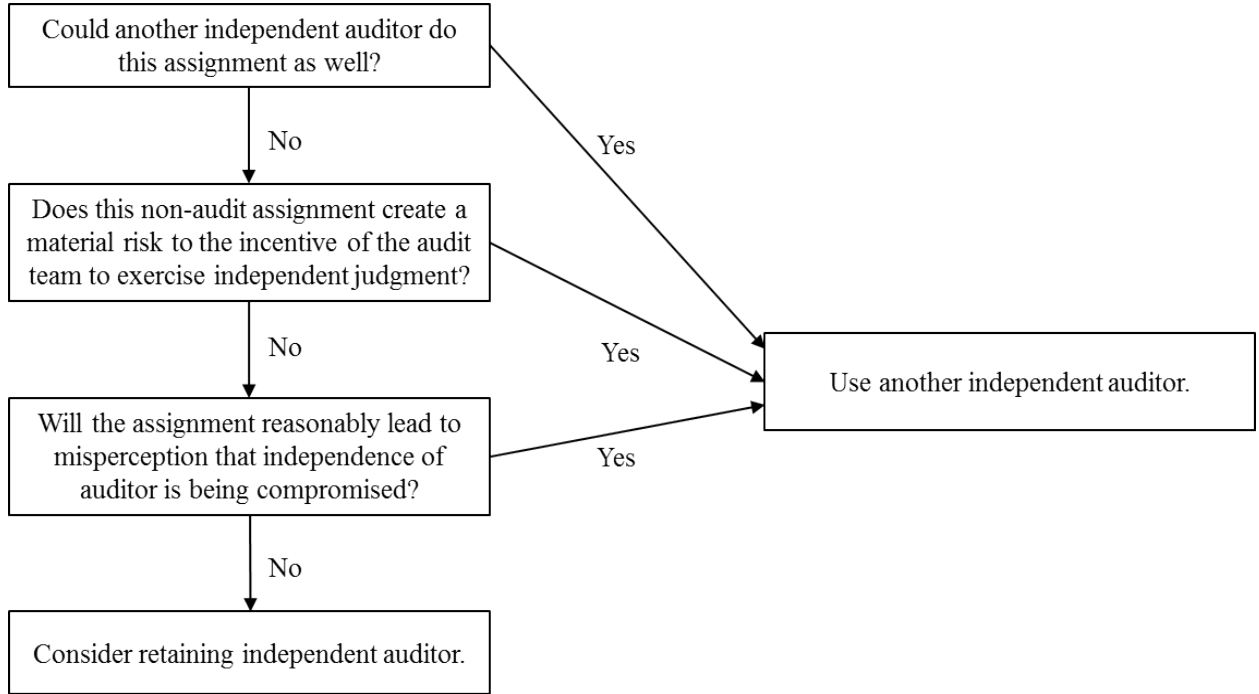 Could another independent auditor do
this assignment as well?
No
Yes
Does this non-audit assignment create a
material risk to the incentive of the audit
team to exercise independent judgment?
No
Yes
Use another independent auditor.
Will the assignment reasonably lead to
misperception that independence of
auditor is being compromised?
Yes
No
Consider retaining independent auditor.